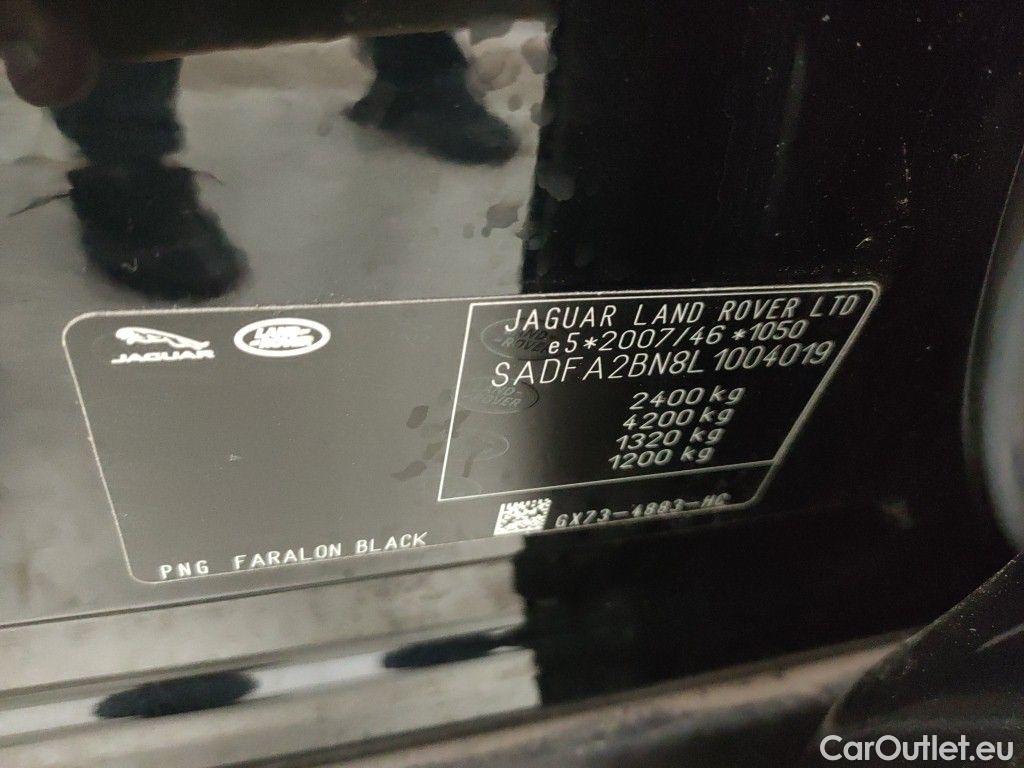 JAGUAR
LAND
ROVER
JAGUAR LAND ROVER LTD
e5*2007/46*1050
SADFA2BN8L1004019
2400 kg
4200 kg
1320 kg
1200 kg
GX73-4883-HC
PNG FARALON BLACK
CarOutlet.eu